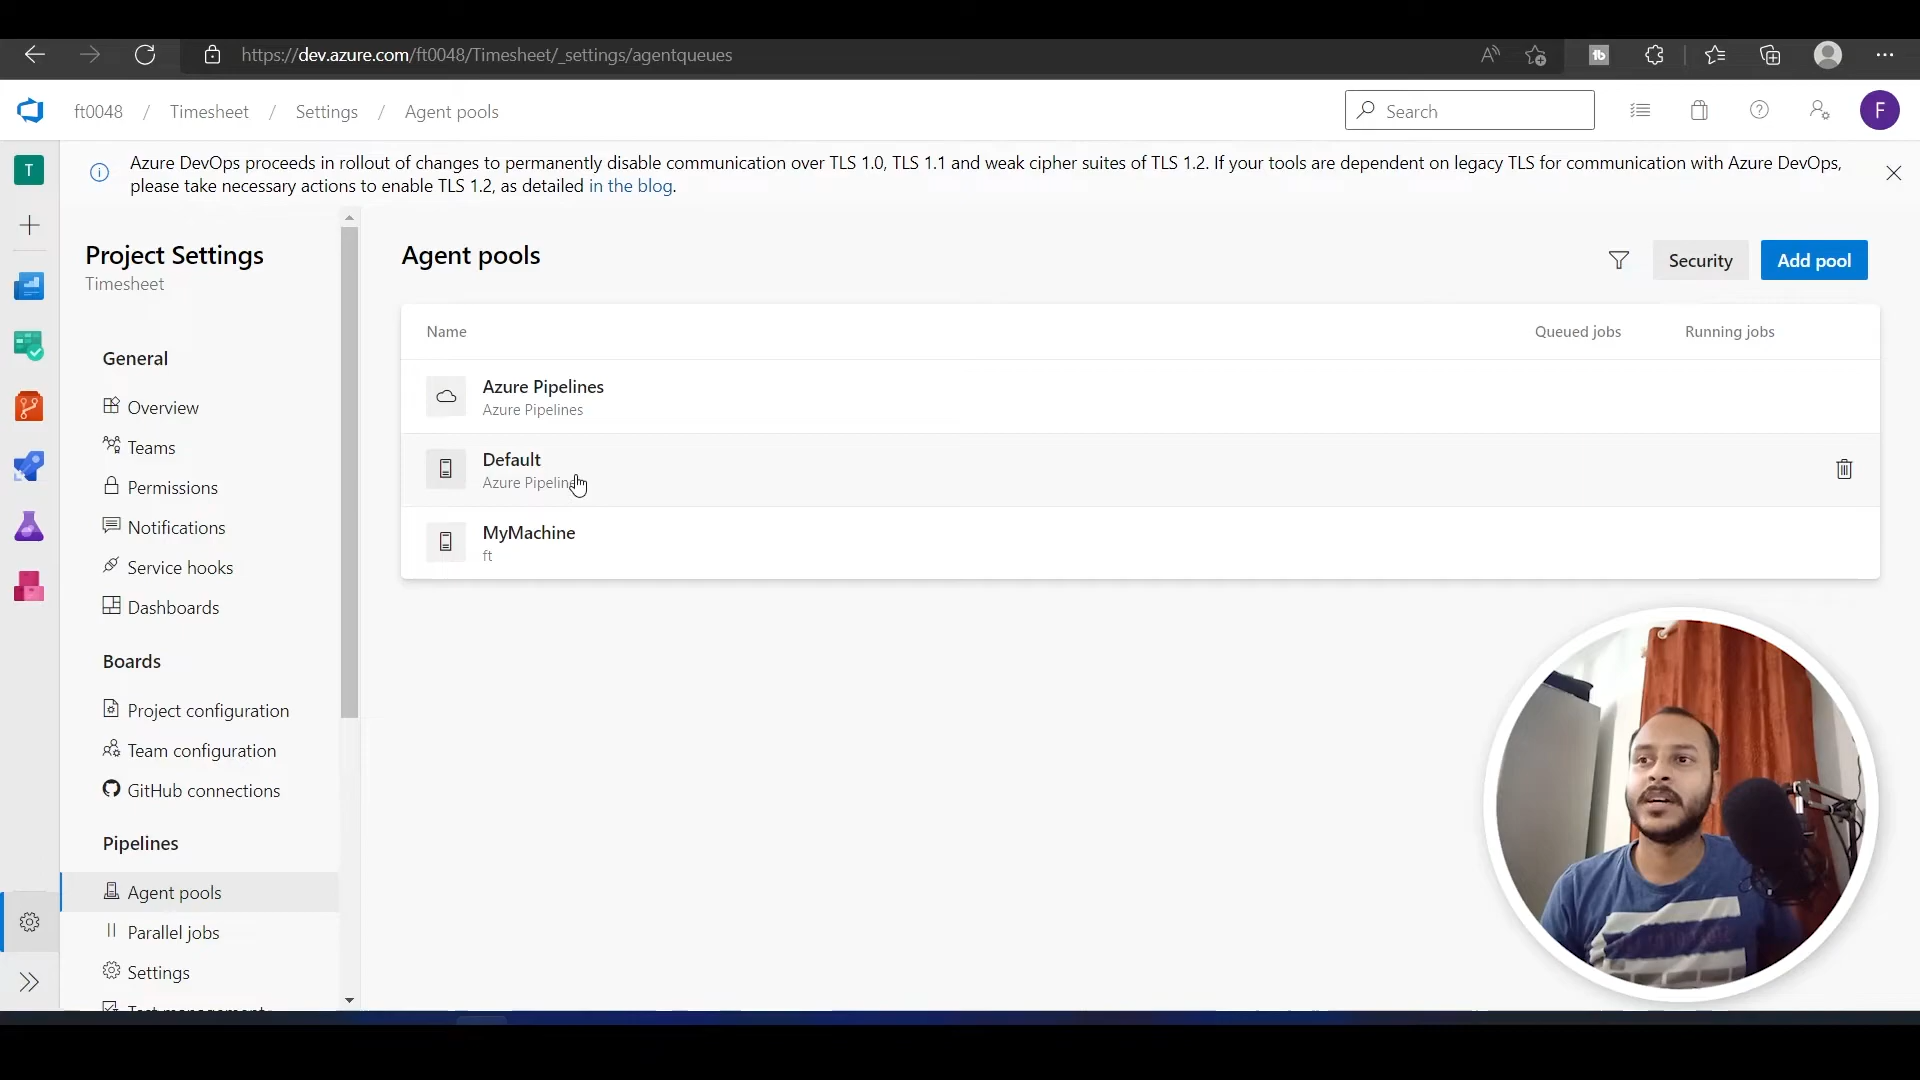 https://dev.azure.com/ft0048/Timesheet/_settings/agentqueues
ft0048 / Timesheet / Settings / Agent pools
Search
F
T
Azure DevOps proceeds in rollout of changes to permanently disable communication over TLS 1.0, TLS 1.1 and weak cipher suites of TLS 1.2. If your tools are dependent on legacy TLS for communication with Azure DevOps,
please take necessary actions to enable TLS 1.2, as detailed in the blog.
Project Settings
Timesheet
General
Overview
Teams
Permissions
Notifications
Service hooks
Dashboards
Boards
Project configuration
Team configuration
GitHub connections
Pipelines
Agent pools
Parallel jobs
Settings
Agent pools
Security
Add pool
Name
Queued jobs
Running jobs
Azure Pipelines
Azure Pipelines
Default
Azure Pipelines
MyMachine
ft